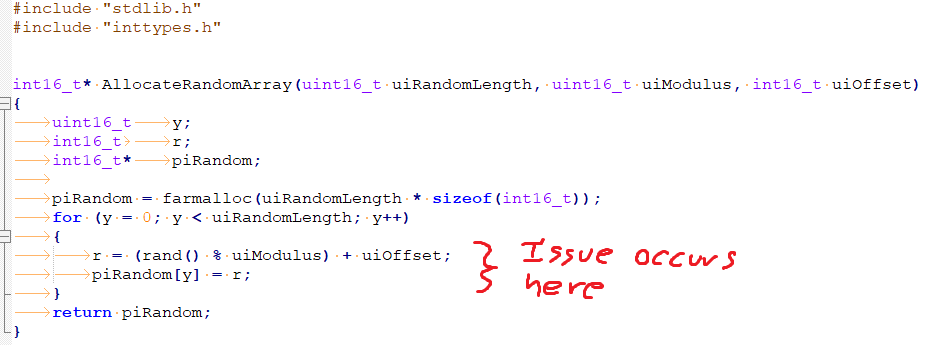 #include "stdlib.h"
#include "inttypes.h"
int16_t* AllocateRandomArray(uint16_t uiRandomLength, uint16_t uiModulus, int16_t uiOffset)
{
uint16_t y;
int16_t r;
int16_t* piRandom;
piRandom = farmalloc(uiRandomLength * sizeof(int16_t));
for (y = 0; y < uiRandomLength; y++)
{
r = (rand() % uiModulus) + uiOffset;
piRandom[y] = r;
}
return piRandom;
}
Issue occurs
here